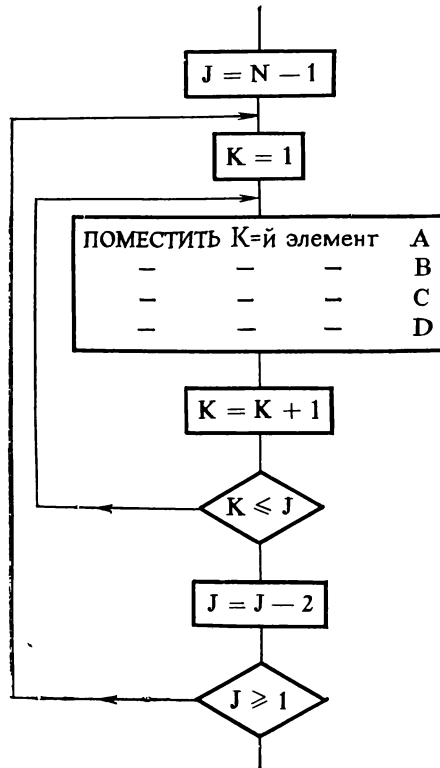 J = N — 1
K = 1
ПОМЕСТИТЬ K=й элемент A
— — — B
— — — C
— — — D
K = K + 1
K ≤ J
J = J — 2
J ≥ 1